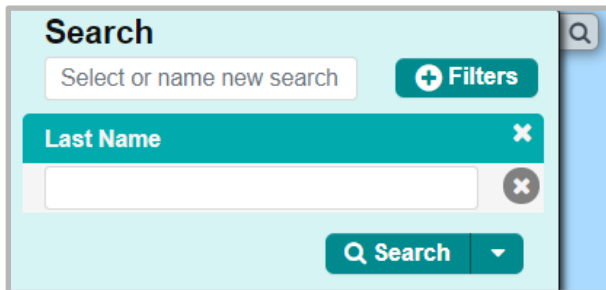 Search
Select or name new search
Filters
Last Name
Search